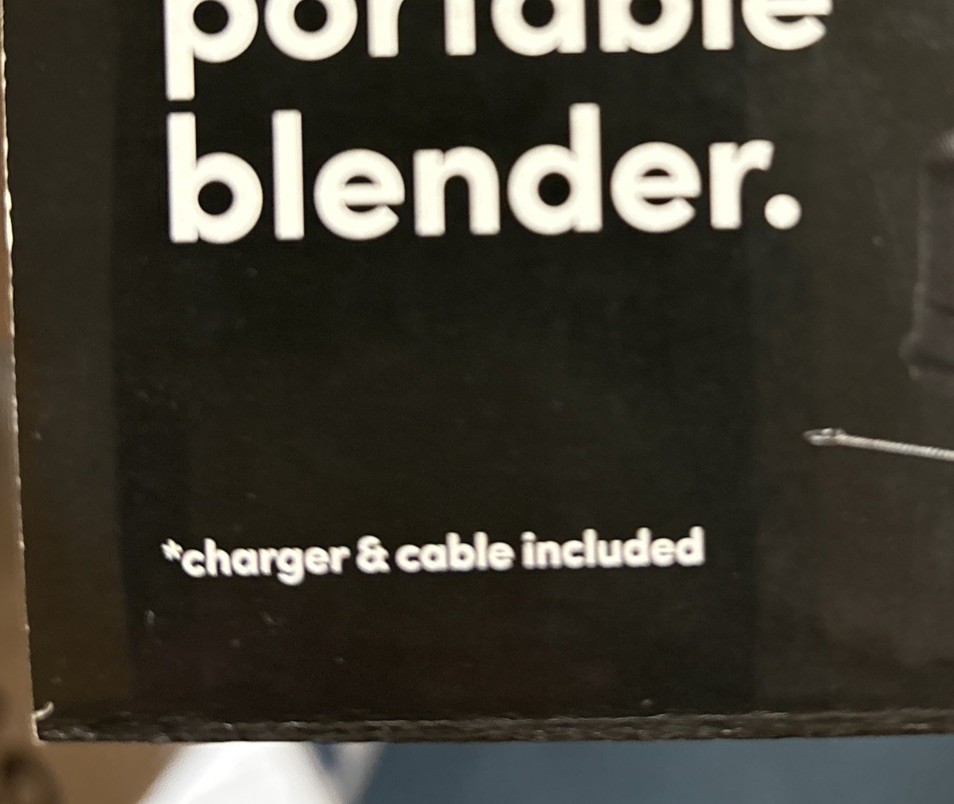 portable
blender.
*charger & cable included